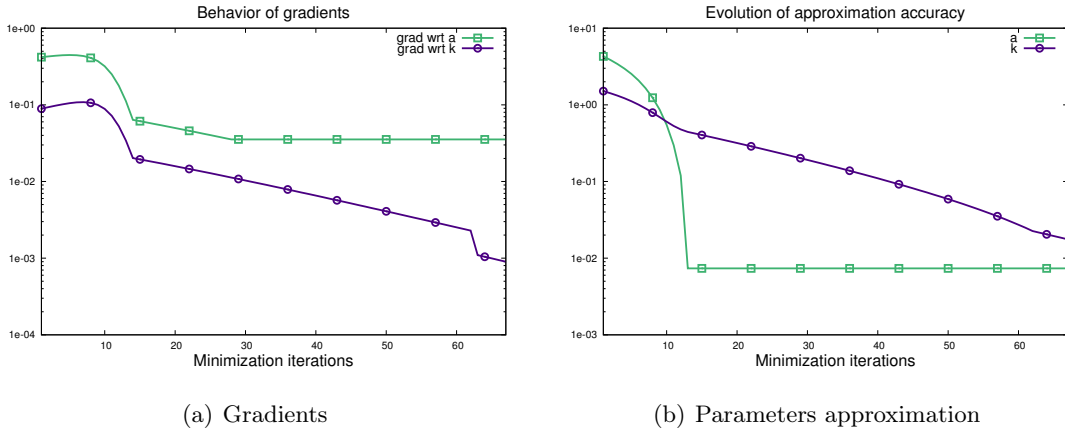 Behavior of gradients
1e+00
1e-01
1e-02
1e-03
1e-04
grad wrt a
grad wrt k
10 20 30 40 50 60
Minimization iterations
(a) Gradients
Evolution of approximation accuracy
1e+01
1e+00
1e-01
1e-02
1e-03
a
k
10 20 30 40 50 60
Minimization iterations
(b) Parameters approximation